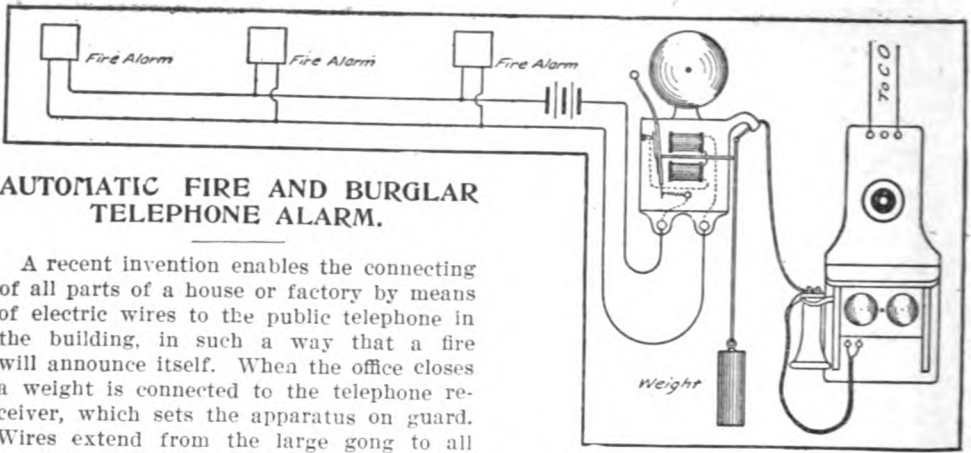 Fire Alarm
Fire Alarm
Fire Alarm
To C O
Weight
AUTOMATIC FIRE AND BURGLAR
TELEPHONE ALARM.
A recent invention enables the connecting
of all parts of a house or factory by means
of electric wires to the public telephone in
the building, in such a way that a fire
will announce itself. When the office closes
a weight is connected to the telephone re-
ceiver, which sets the apparatus on guard.
Wires extend from the large gong to all